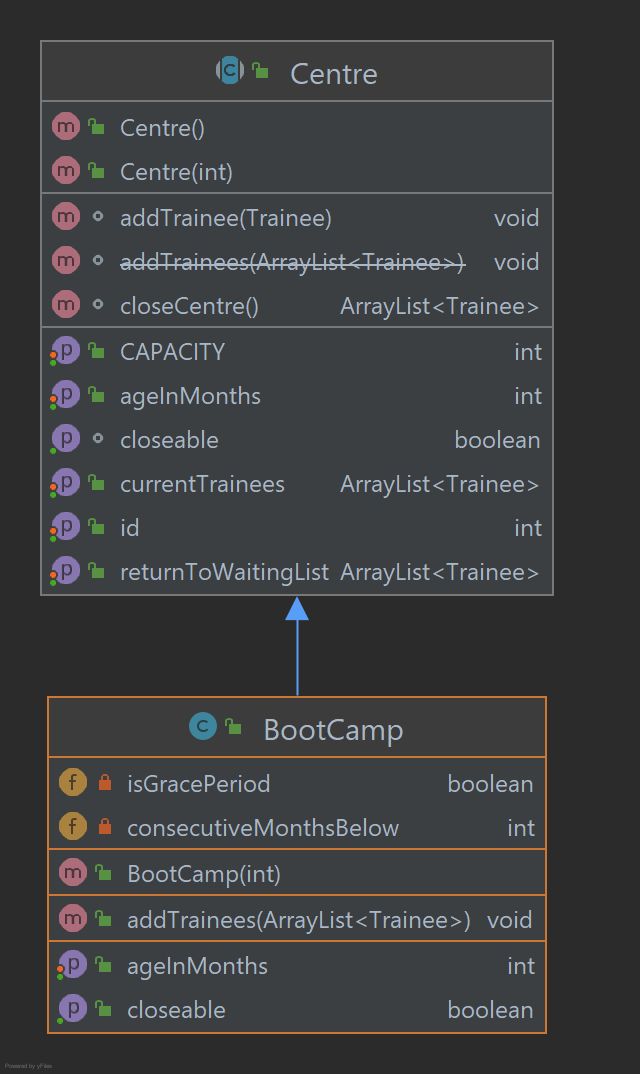 C Centre
m Centre()
m Centre(int)
m addTrainee(Trainee) void
m addTrainees(ArrayList<Trainee>) void
m closeCentre() ArrayList<Trainee>
p CAPACITY int
p ageInMonths int
p closeable boolean
p currentTrainees ArrayList<Trainee>
p id int
p returnToWaitingList ArrayList<Trainee>
C BootCamp
f isGracePeriod boolean
f consecutiveMonthsBelow int
m BootCamp(int)
m addTrainees(ArrayList<Trainee>) void
p ageInMonths int
p closeable boolean
Powered by yFiles